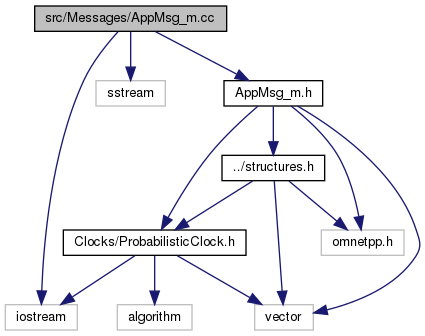 src/Messages/AppMsg_m.cc
sstream
AppMsg_m.h
../structures.h
Clocks/ProbabilisticClock.h
omnetpp.h
iostream
algorithm
vector